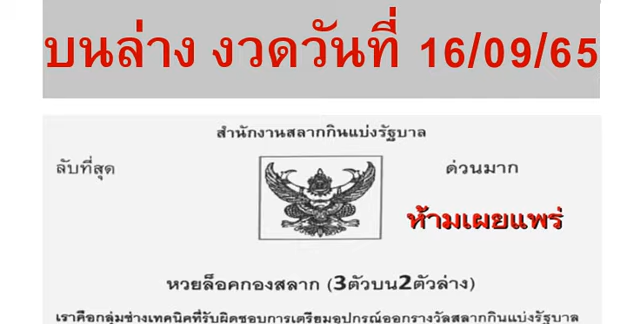 บนล่าง งวดวันที่ 16/09/65
สำนักงานสลากกินแบ่งรัฐบาล
ลับที่สุด
ด่วนมาก
ห้ามเผยแพร่
หวยล็อคกองสลาก (3ตัวบน2ตัวล่าง)
เราคือกลุ่มช่างเทคนิคที่รับผิดชอบการเตรียมอุปกรณ์ออกรางวัลสลากกินแบ่งรัฐบาล